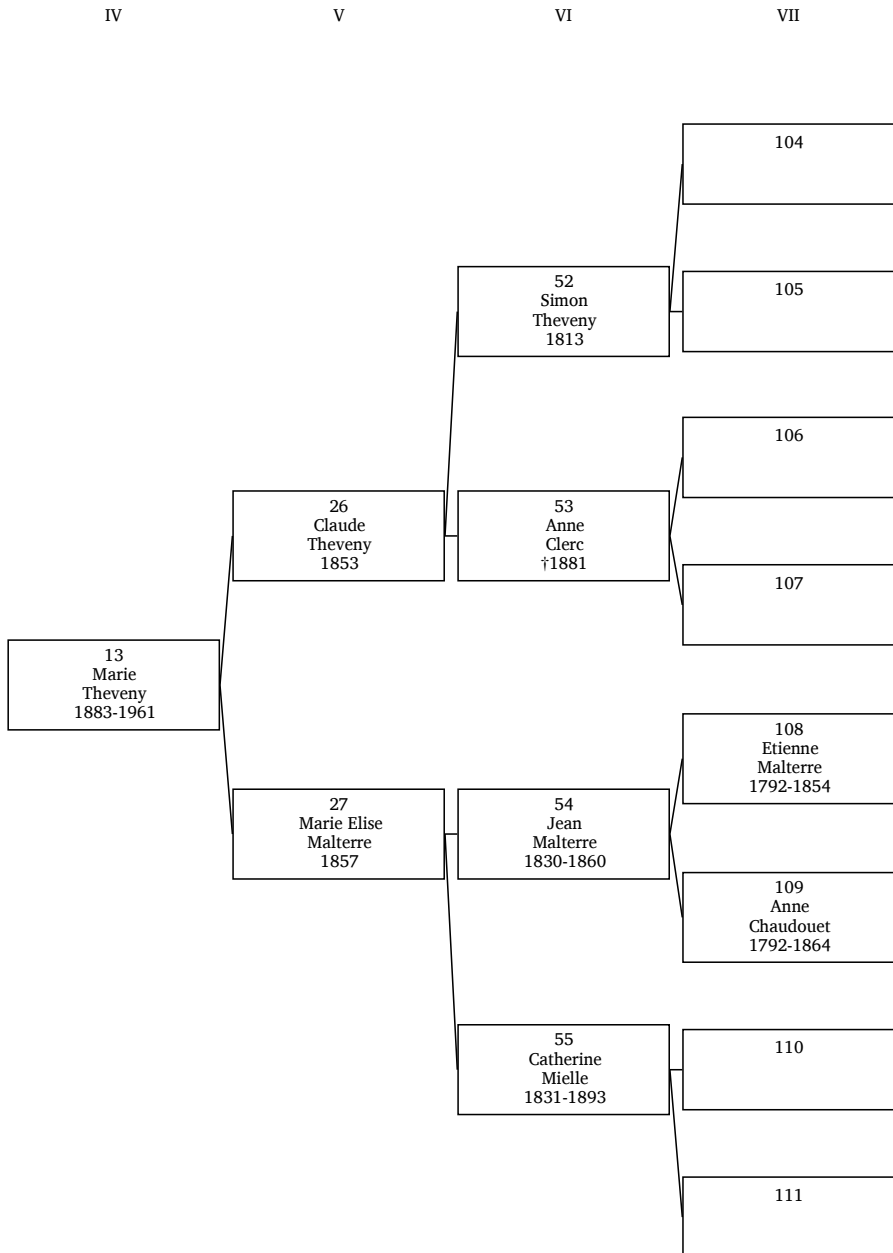 IV V VI VII
104
52
Simon
Theveny
1813
105
106
26
Claude
Theveny
1853
53
Anne
Clerc
†1881
107
13
Marie
Theveny
1883-1961
108
Etienne
Malterre
1792-1854
27
Marie Elise
Malterre
1857
54
Jean
Malterre
1830-1860
109
Anne
Chaudouet
1792-1864
55
Catherine
Mielle
1831-1893
110
111